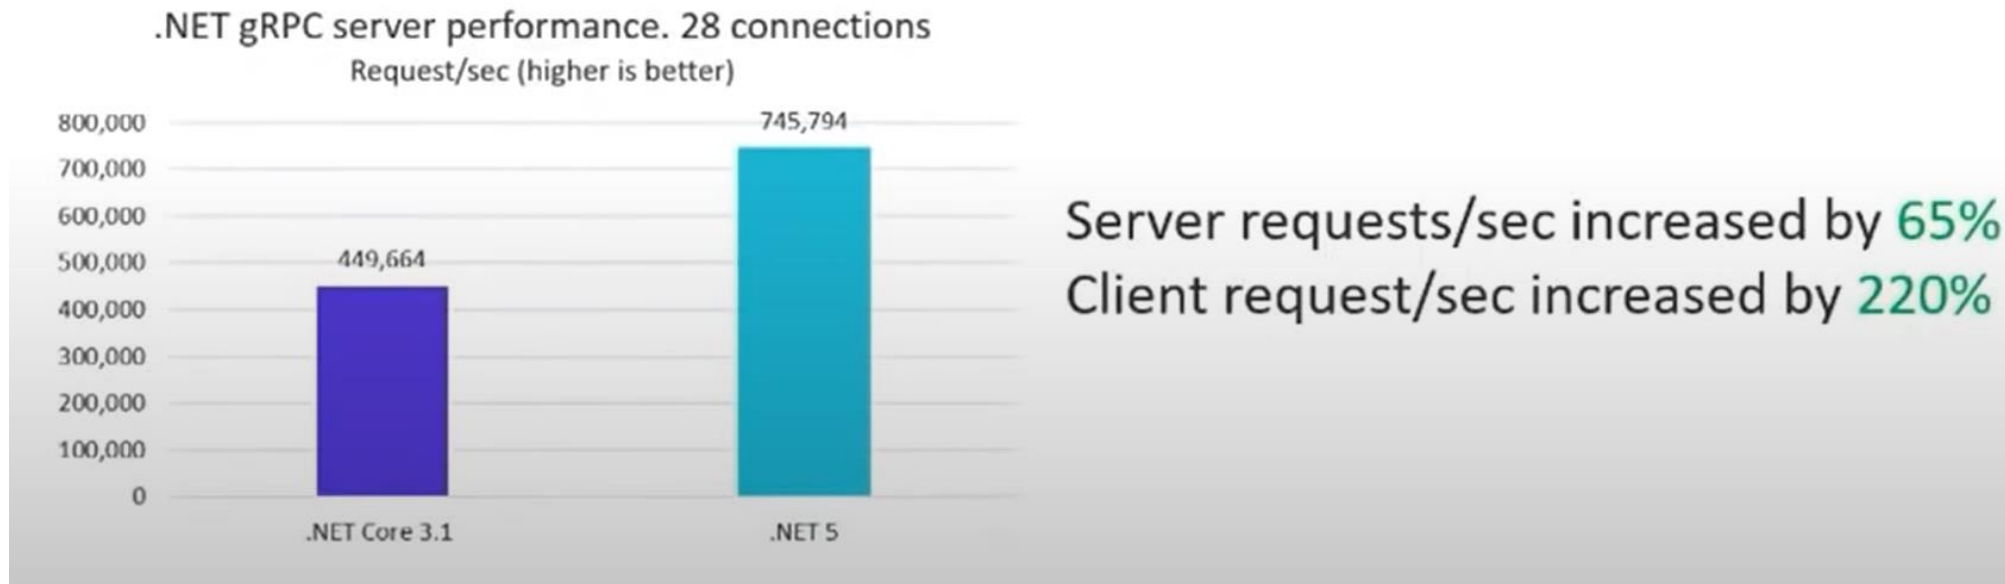 .NET gRPC server performance. 28 connections
Request/sec (higher is better)
800,000
700,000
600,000
500,000
400,000
300,000
200,000
100,000
0
449,664
745,794
.NET Core 3.1
.NET 5
Server requests/sec increased by 65%
Client request/sec increased by 220%